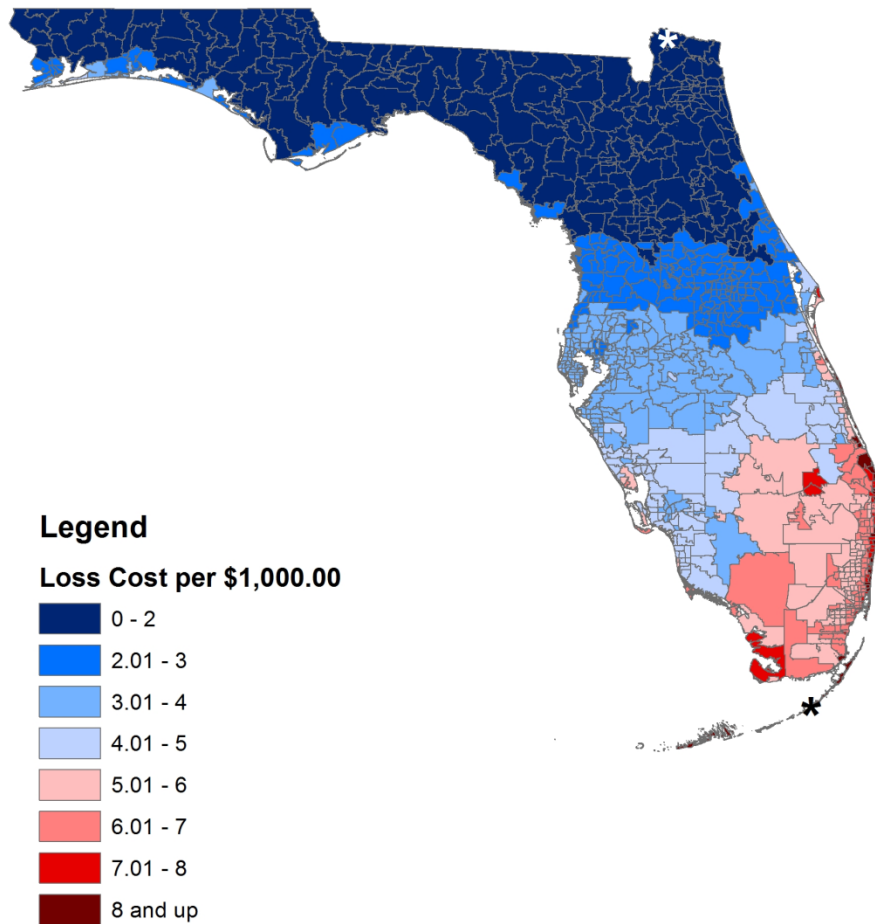 *
Legend
Loss Cost per $1,000.00
0 - 2
2.01 - 3
3.01 - 4
4.01 - 5
5.01 - 6
6.01 - 7
7.01 - 8
8 and up
*